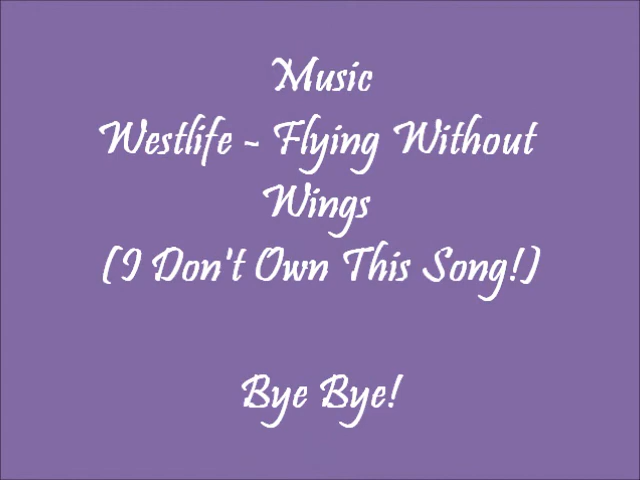 Music
Westlife - Flying Without
Wings
(I Don't Own This Song!)
Bye Bye!